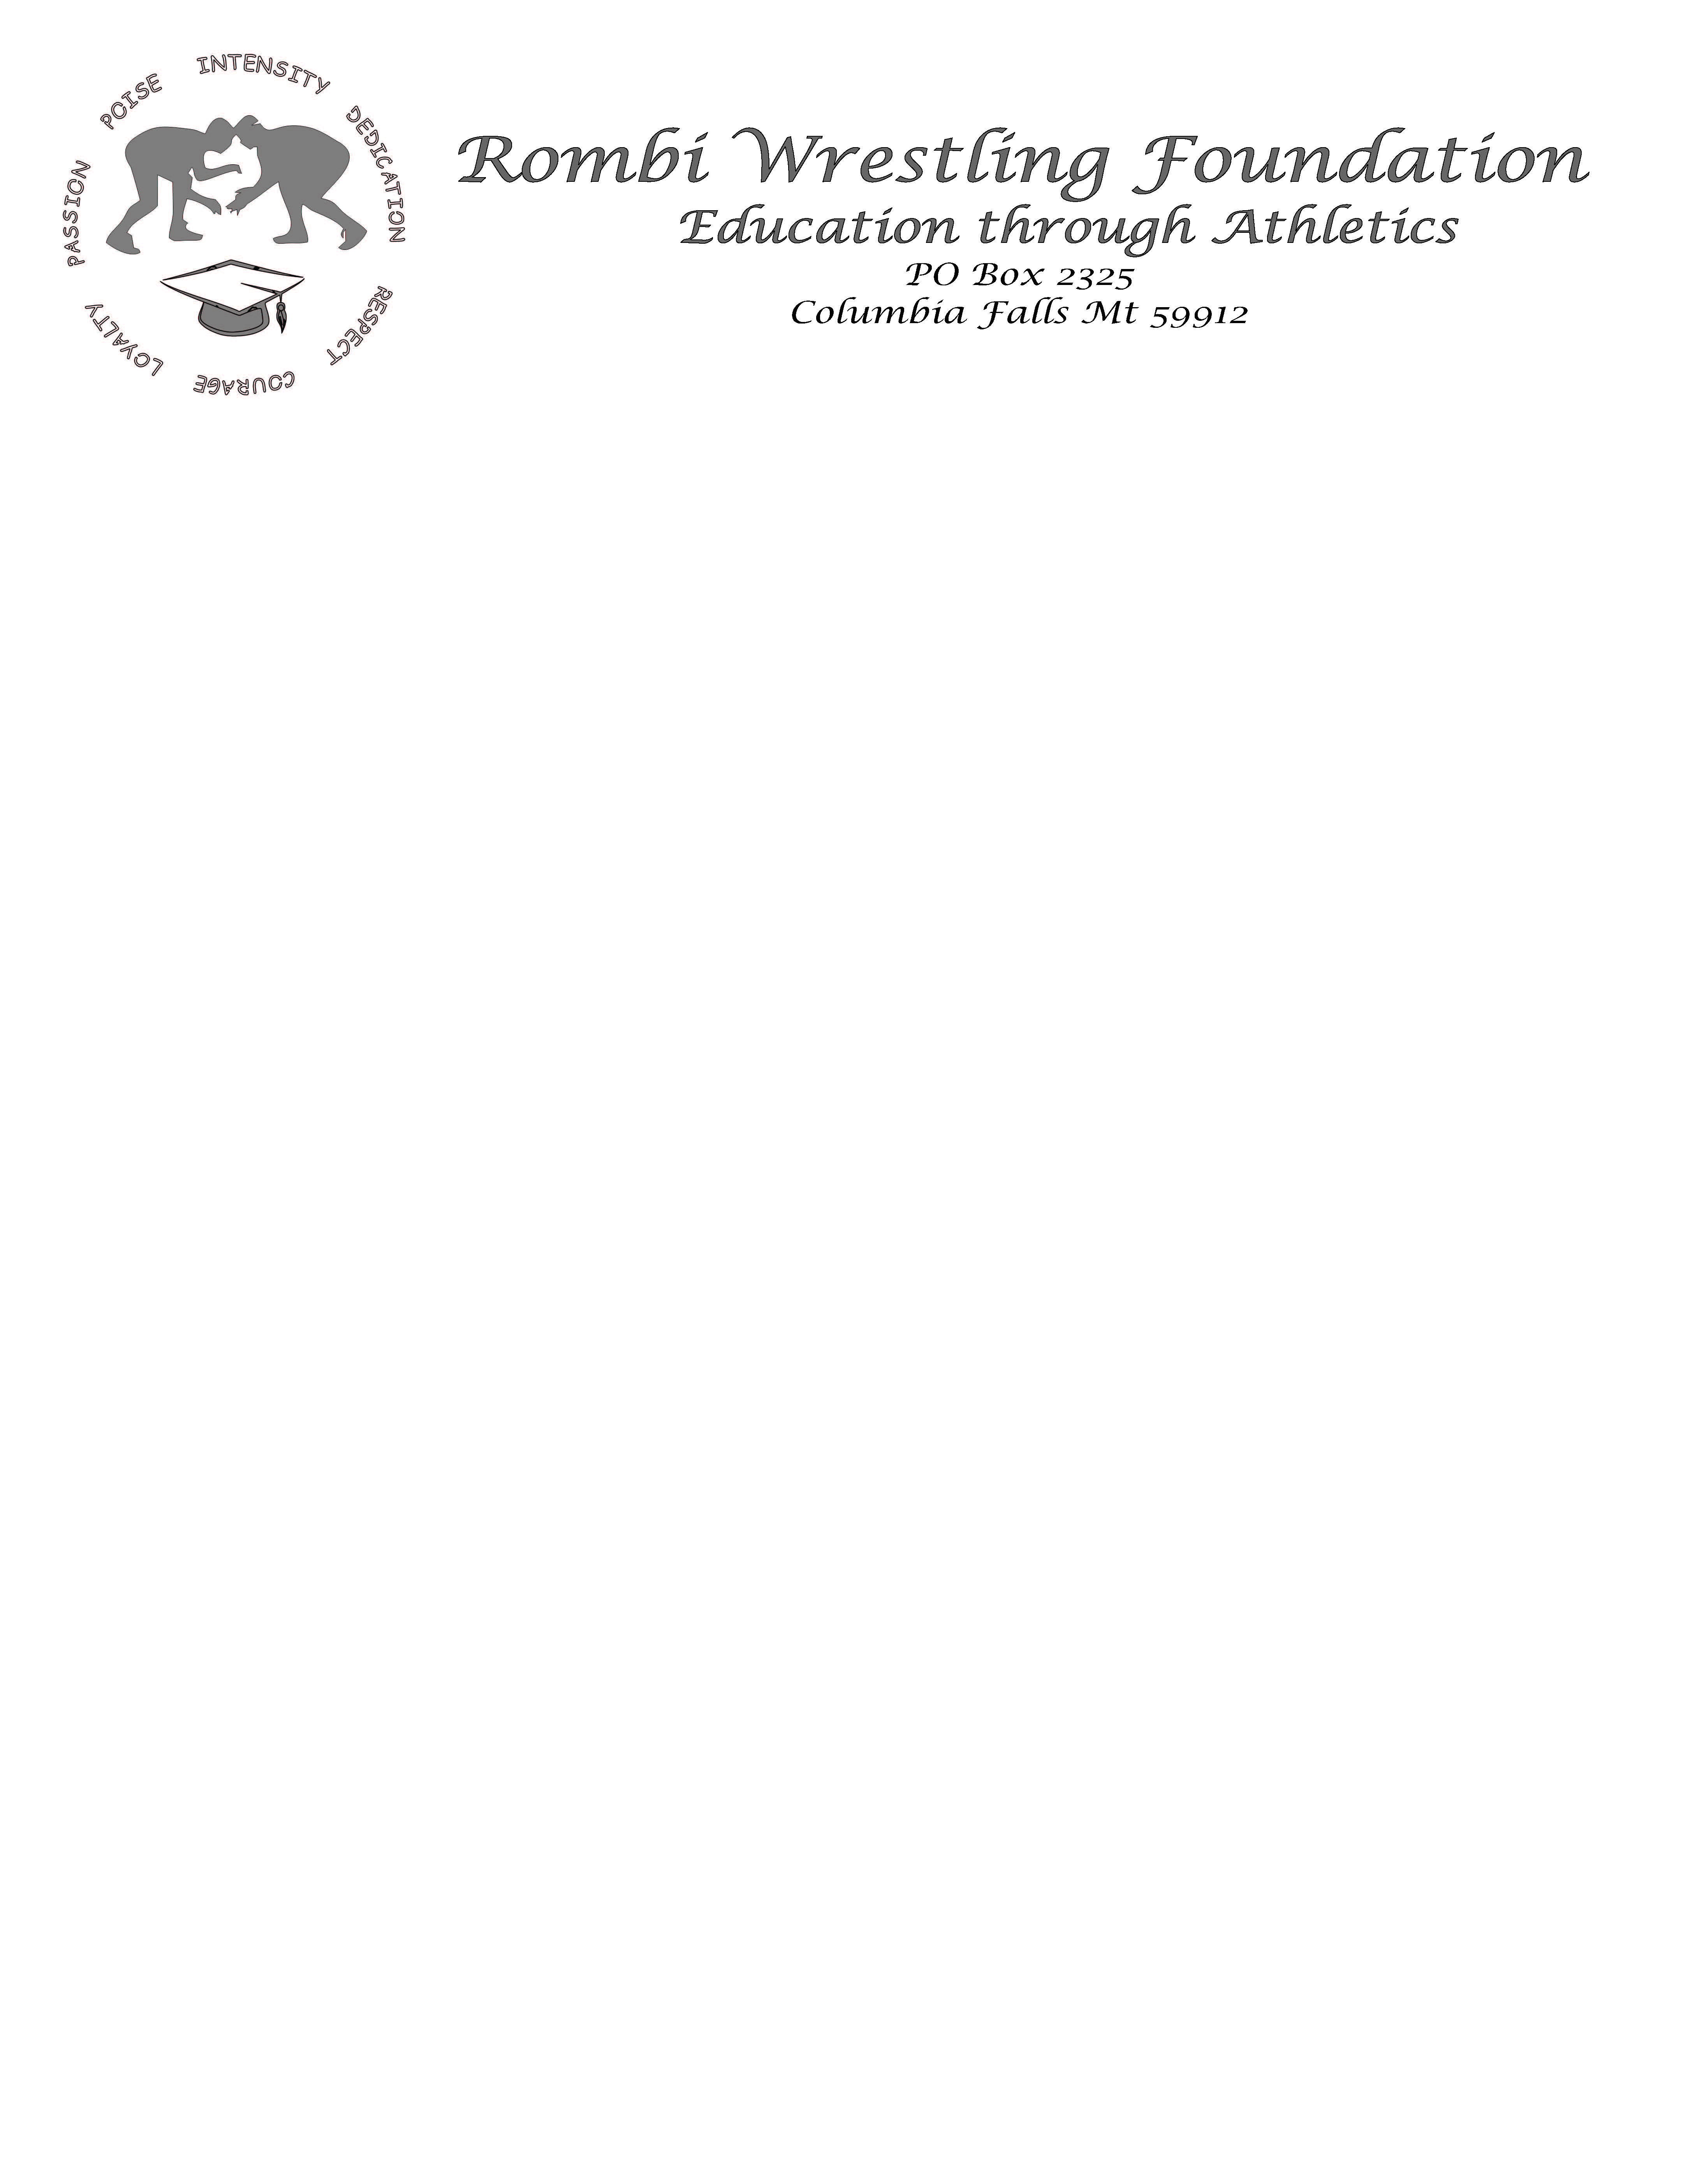 PASSION POISE INTENSITY DEDICATION RESPECT COURAGE LOYALTY
Rombi Wrestling Foundation
Education through Athletics
PO Box 2325
Columbia Falls Mt 59912